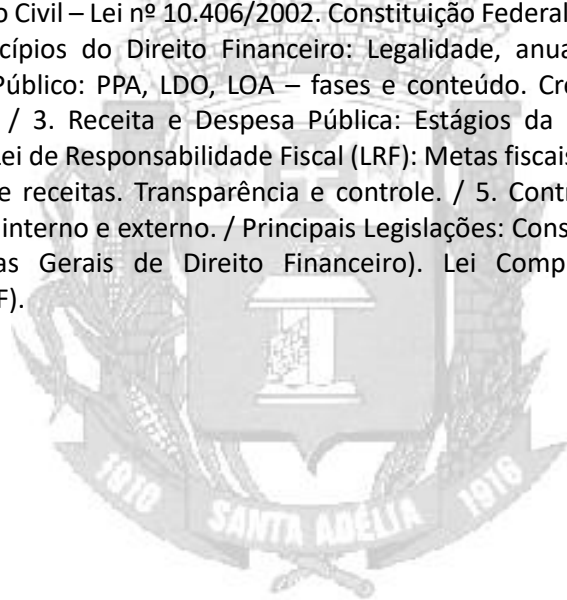 o Civil – Lei nº 10.406/2002. Constituição Federal
cípios do Direito Financeiro: Legalidade, anua
Público: PPA, LDO, LOA – fases e conteúdo. Cr
/ 3. Receita e Despesa Pública: Estágios da
ei de Responsabilidade Fiscal (LRF): Metas fiscais
e receitas. Transparência e controle. / 5. Cont
interno e externo. / Principais Legislações: Cons
as Gerais de Direito Financeiro). Lei Comp
F).
1916 SANTA ADÉLIA 1916